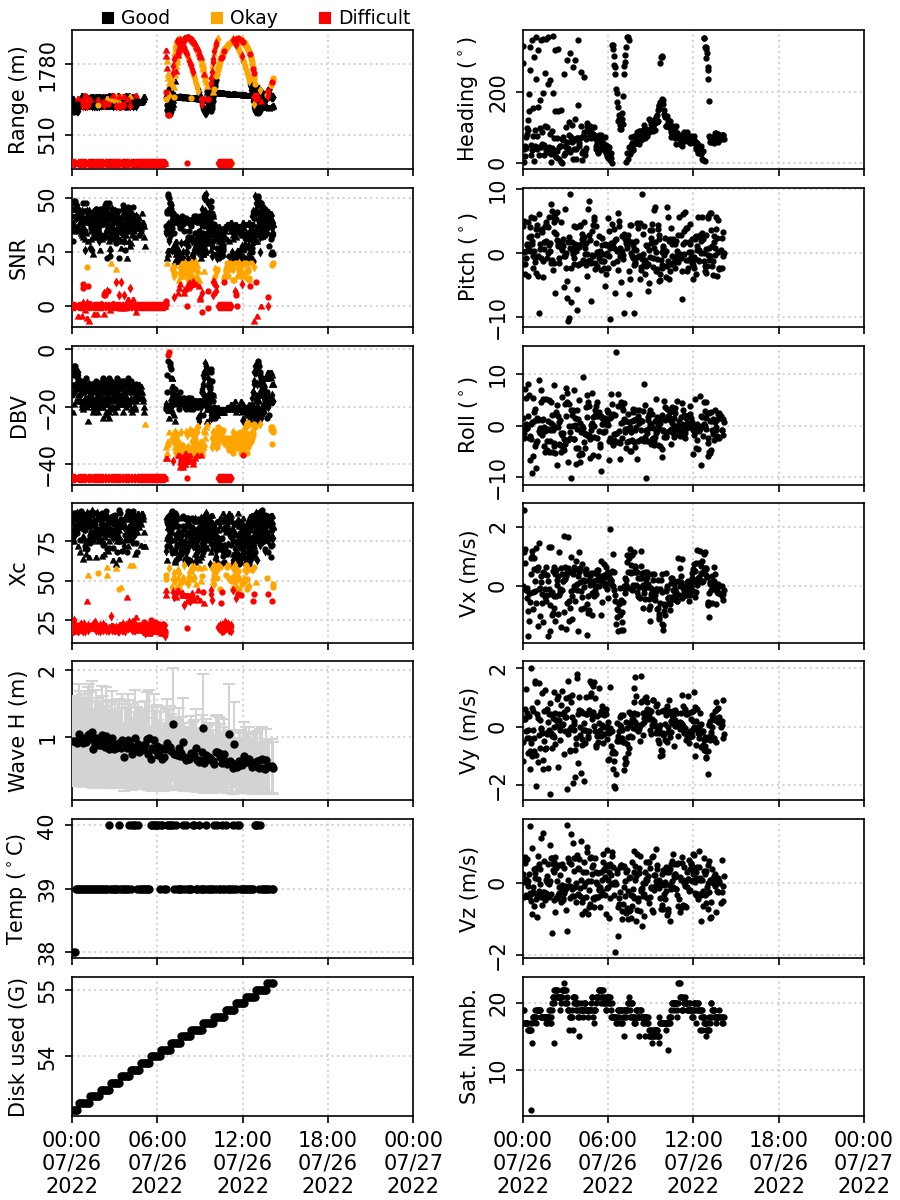 Good Okay Difficult
Range (m)
1780
510
Heading (°)
200
0
SNR
50
25
0
Pitch (°)
10
0
−10
DBV
0
−20
−40
Roll (°)
10
0
−10
Xc
75
50
25
Vx (m/s)
2
0
Wave H (m)
2
1
Vy (m/s)
2
0
−2
Temp (°C)
40
39
38
Vz (m/s)
0
−2
Disk used (G)
55
54
Sat. Numb.
20
10
00:00 06:00 12:00 18:00 00:00
07/26 07/26 07/26 07/26 07/27
2022 2022 2022 2022 2022
00:00 06:00 12:00 18:00 00:00
07/26 07/26 07/26 07/26 07/27
2022 2022 2022 2022 2022